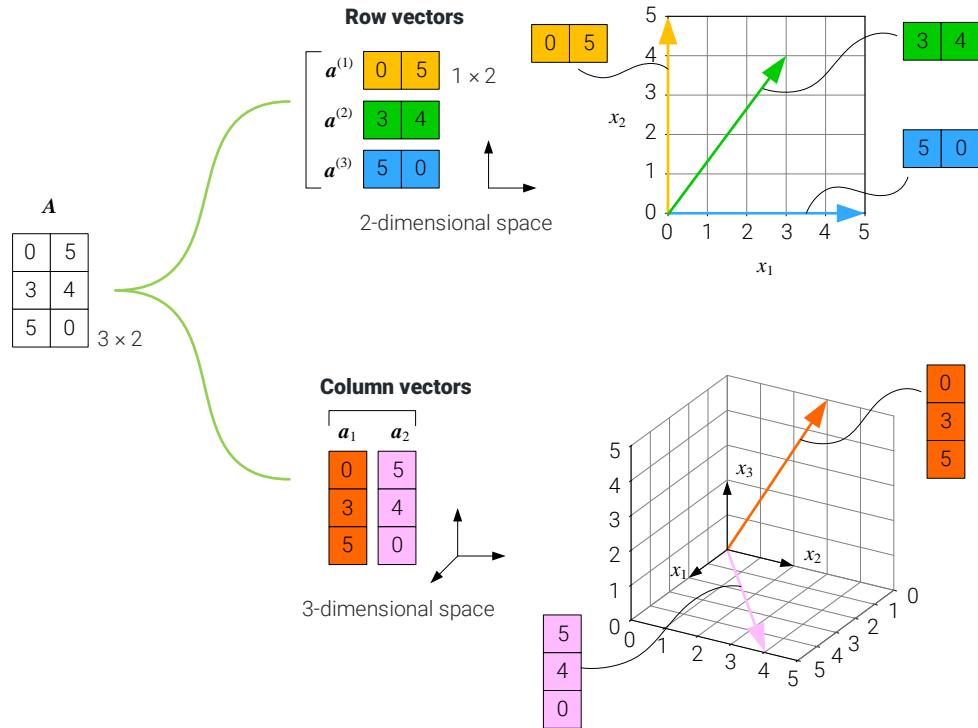 Row vectors
a(1) 0 5 1 × 2
a(2) 3 4
a(3) 5 0
2-dimensional space
0 5
3 4
5 0
5
4
3
x2
2
1
0
0 1 2 3 4 5
x1
A
0 5
3 4
5 0
3 × 2
Column vectors
a1 a2
0 5
3 4
5 0
3-dimensional space
0
3
5
5
4
3
2
1
0
x3
x2
x1
0 1 2 3 4 5
5 4 3 2 1 0
5
4
0